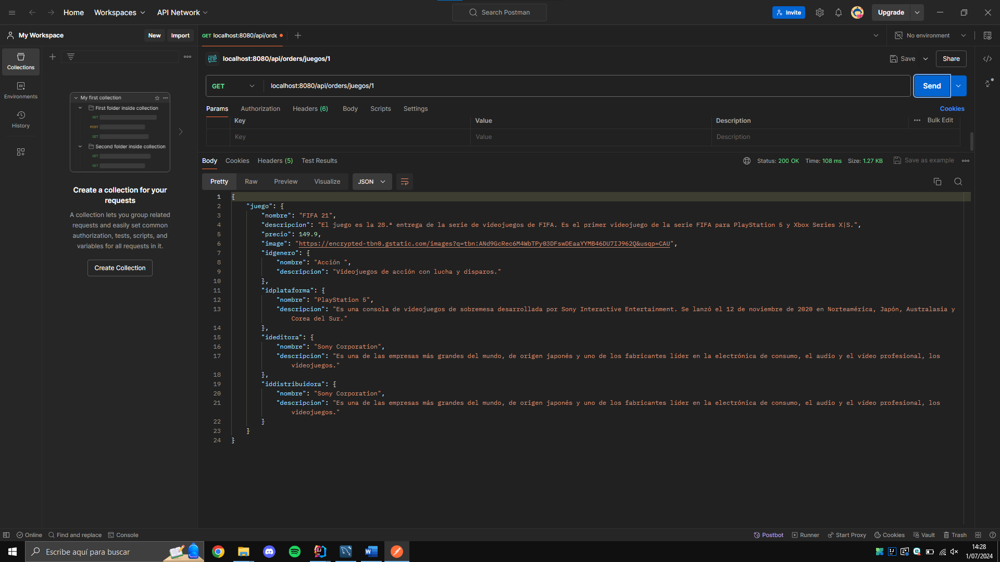 Home Workspaces API Network Search Postman Invite Upgrade
My Workspace New Import GET localhost:8080/api/orde No environment
Collections
Environments
History
My first collection
First folder inside collection
GET
POST
GET
Second folder inside collection
GET
GET
Create a collection for your
requests
A collection lets you group related
requests and easily set common
authorization, tests, scripts, and
variables for all requests in it.
Create Collection
HTTP localhost:8080/api/orders/juegos/1 Save Share
GET localhost:8080/api/orders/juegos/1 Send
Params Authorization Headers (6) Body Scripts Settings Cookies
Key Value Description Bulk Edit
Key Value Description
Body Cookies Headers (5) Test Results Status: 200 OK Time: 108 ms Size: 1.27 KB Save as example
Pretty Raw Preview Visualize JSON
1 {
2 "juego": {
3 "nombre": "FIFA 21",
4 "descripcion": "El juego es la 28.ª entrega de la serie de videojuegos de FIFA. Es el primer videojuego de la serie FIFA para PlayStation 5 y Xbox Series X|S.",
5 "precio": 149.9,
6 "image": "https://encrypted-tbn0.gstatic.com/images?q=tbn:ANd9GcRec6M4WbTPy03DFswDEaaYYMB46DU7IJ962Q&usqp=CAU",
7 "idgenero": {
8 "nombre": "Acción ",
9 "descripcion": "Videojuegos de acción con lucha y disparos."
10 },
11 "idplataforma": {
12 "nombre": "PlayStation 5",
13 "descripcion": "Es una consola de videojuegos de sobremesa desarrollada por Sony Interactive Entertainment. Se lanzó el 12 de noviembre de 2020 en Norteamérica, Japón, Australasia y
Corea del Sur."
14 },
15 "ideditora": {
16 "nombre": "Sony Corporation",
17 "descripcion": "Es una de las empresas más grandes del mundo, de origen japonés y uno de los fabricantes líder en la electrónica de consumo, el audio y el vídeo profesional, los
videojuegos."
18 },
19 "iddistribuidora": {
20 "nombre": "Sony Corporation",
21 "descripcion": "Es una de las empresas más grandes del mundo, de origen japonés y uno de los fabricantes líder en la electrónica de consumo, el audio y el vídeo profesional, los
videojuegos."
22 }
23 }
24 }
Online Find and replace Console Postbot Runner Start Proxy Cookies Vault Trash
Escribe aquí para buscar
14:28
1/07/2024